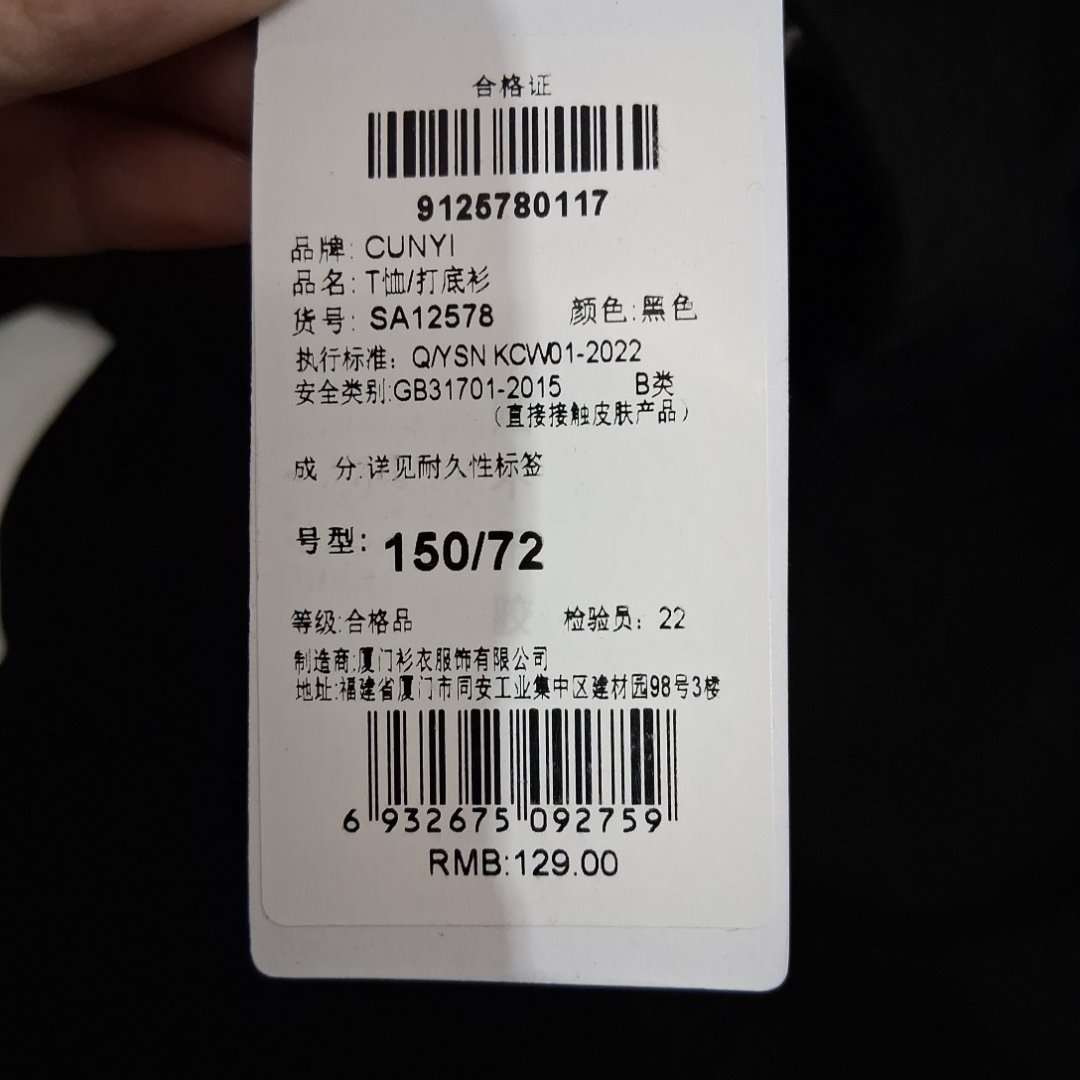 合格证
9125780117
品牌: CUNYI
品名: T恤/打底衫
货号: SA12578 颜色:黑色
执行标准: Q/YSN KCW01-2022
安全类别:GB31701-2015 B类
（直接接触皮肤产品）
成 分:详见耐久性标签
号型: 150/72
等级:合格品 检验员: 22
制造商:厦门衫衣服饰有限公司
地址:福建省厦门市同安工业集中区建材园98号3楼
6 932675 092759
RMB:129.00